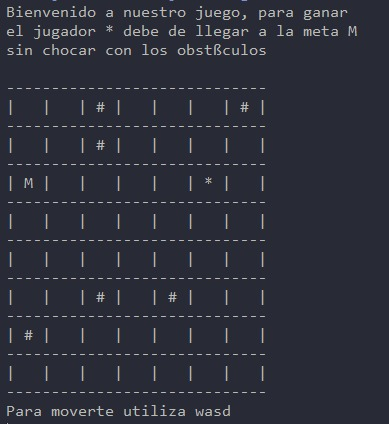 Bienvenido a nuestro juego, para ganar
el jugador * debe de llegar a la meta M
sin chocar con los obstßculos
-----------------------------
|   |   | # |   |   |   | # |
-----------------------------
|   |   | # |   |   |   |   |
-----------------------------
| M |   |   |   |   | * |   |
-----------------------------
|   |   |   |   |   |   |   |
-----------------------------
|   |   |   |   |   |   |   |
-----------------------------
|   |   | # |   | # |   |   |
-----------------------------
| # |   |   |   |   |   |   |
-----------------------------
|   |   |   |   |   |   |   |
-----------------------------
Para moverte utiliza wasd